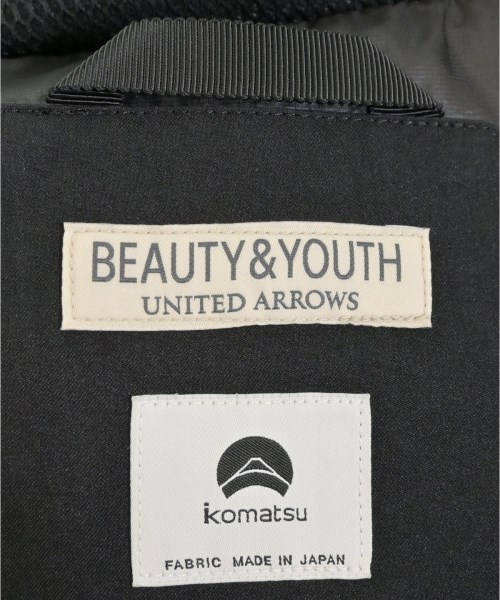 BEAUTY&YOUTH
UNITED ARROWS
komatsu
FABRIC MADE IN JAPAN